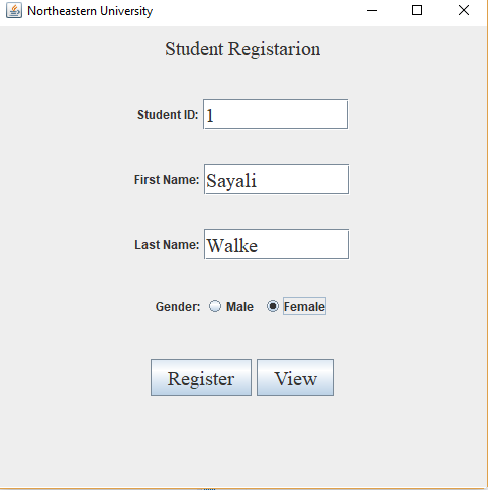 Northeastern University
Student Registarion
Student ID: 1
First Name: Sayali
Last Name: Walke
Gender: Male Female
Register View